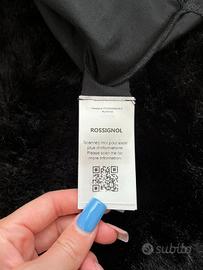 ROSSIGNOL
Scannez moi pour avoir
plus d'informations
Please scan me for
more information
subito